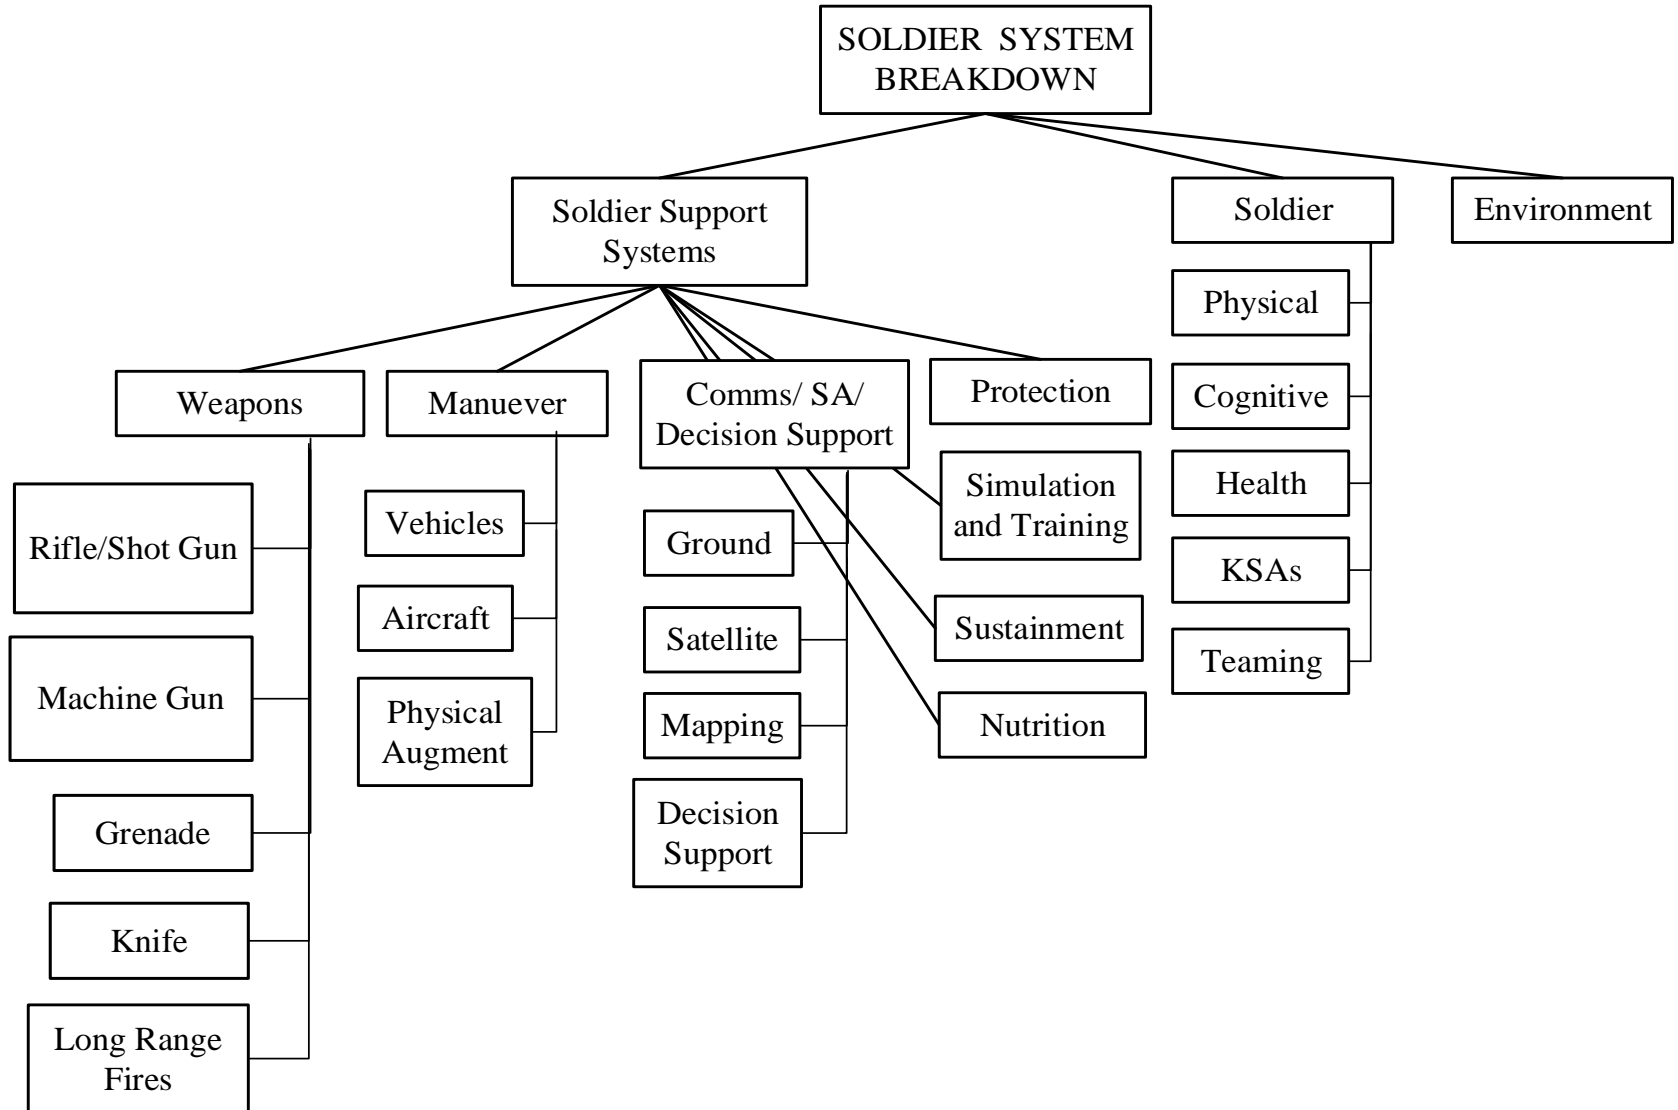 SOLDIER SYSTEM
BREAKDOWN
Soldier Support
Systems
Soldier
Environment
Weapons
Manuever
Comms/ SA/
Decision Support
Protection
Rifle/Shot Gun
Machine Gun
Grenade
Knife
Long Range
Fires
Vehicles
Aircraft
Physical
Augment
Ground
Satellite
Mapping
Decision
Support
Simulation
and Training
Sustainment
Nutrition
Physical
Cognitive
Health
KSAs
Teaming